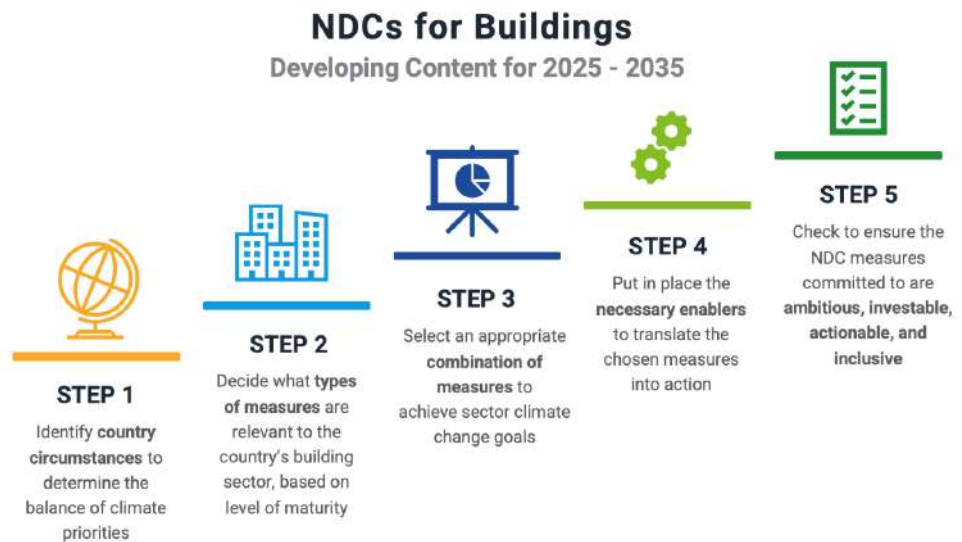 NDCs for Buildings
Developing Content for 2025 - 2035
STEP 1
Identify country
circumstances to
determine the
balance of climate
priorities
STEP 2
Decide what types
of measures are
relevant to the
country's building
sector, based on
level of maturity
STEP 3
Select an appropriate
combination of
measures to
achieve sector climate
change goals
STEP 4
Put in place the
necessary enablers
to translate the
chosen measures
into action
STEP 5
Check to ensure the
NDC measures
committed to are
ambitious, investable,
actionable, and
inclusive